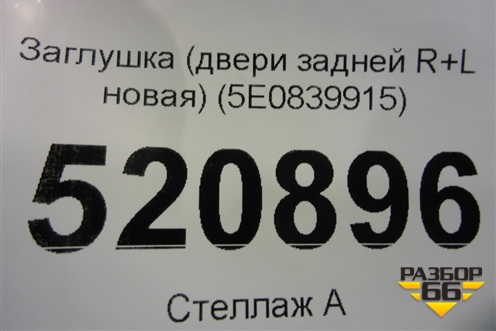 Заглушка (двери задней R+L
новая) (5E0839915)
520896
Стеллаж А
РАЗБОР
66